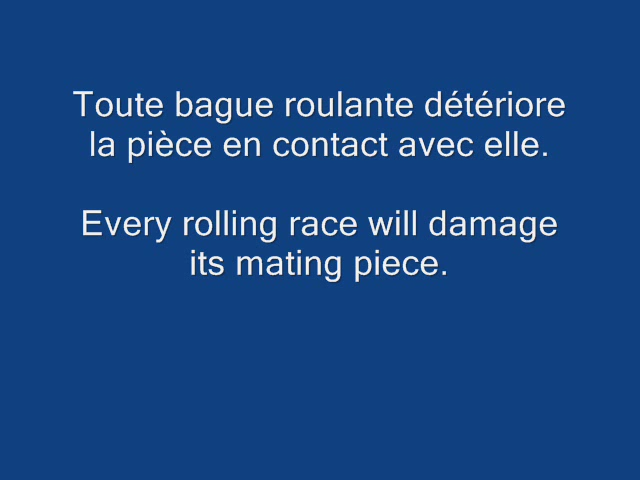 Toute bague roulante détériore
la pièce en contact avec elle.
Every rolling race will damage
its mating piece.